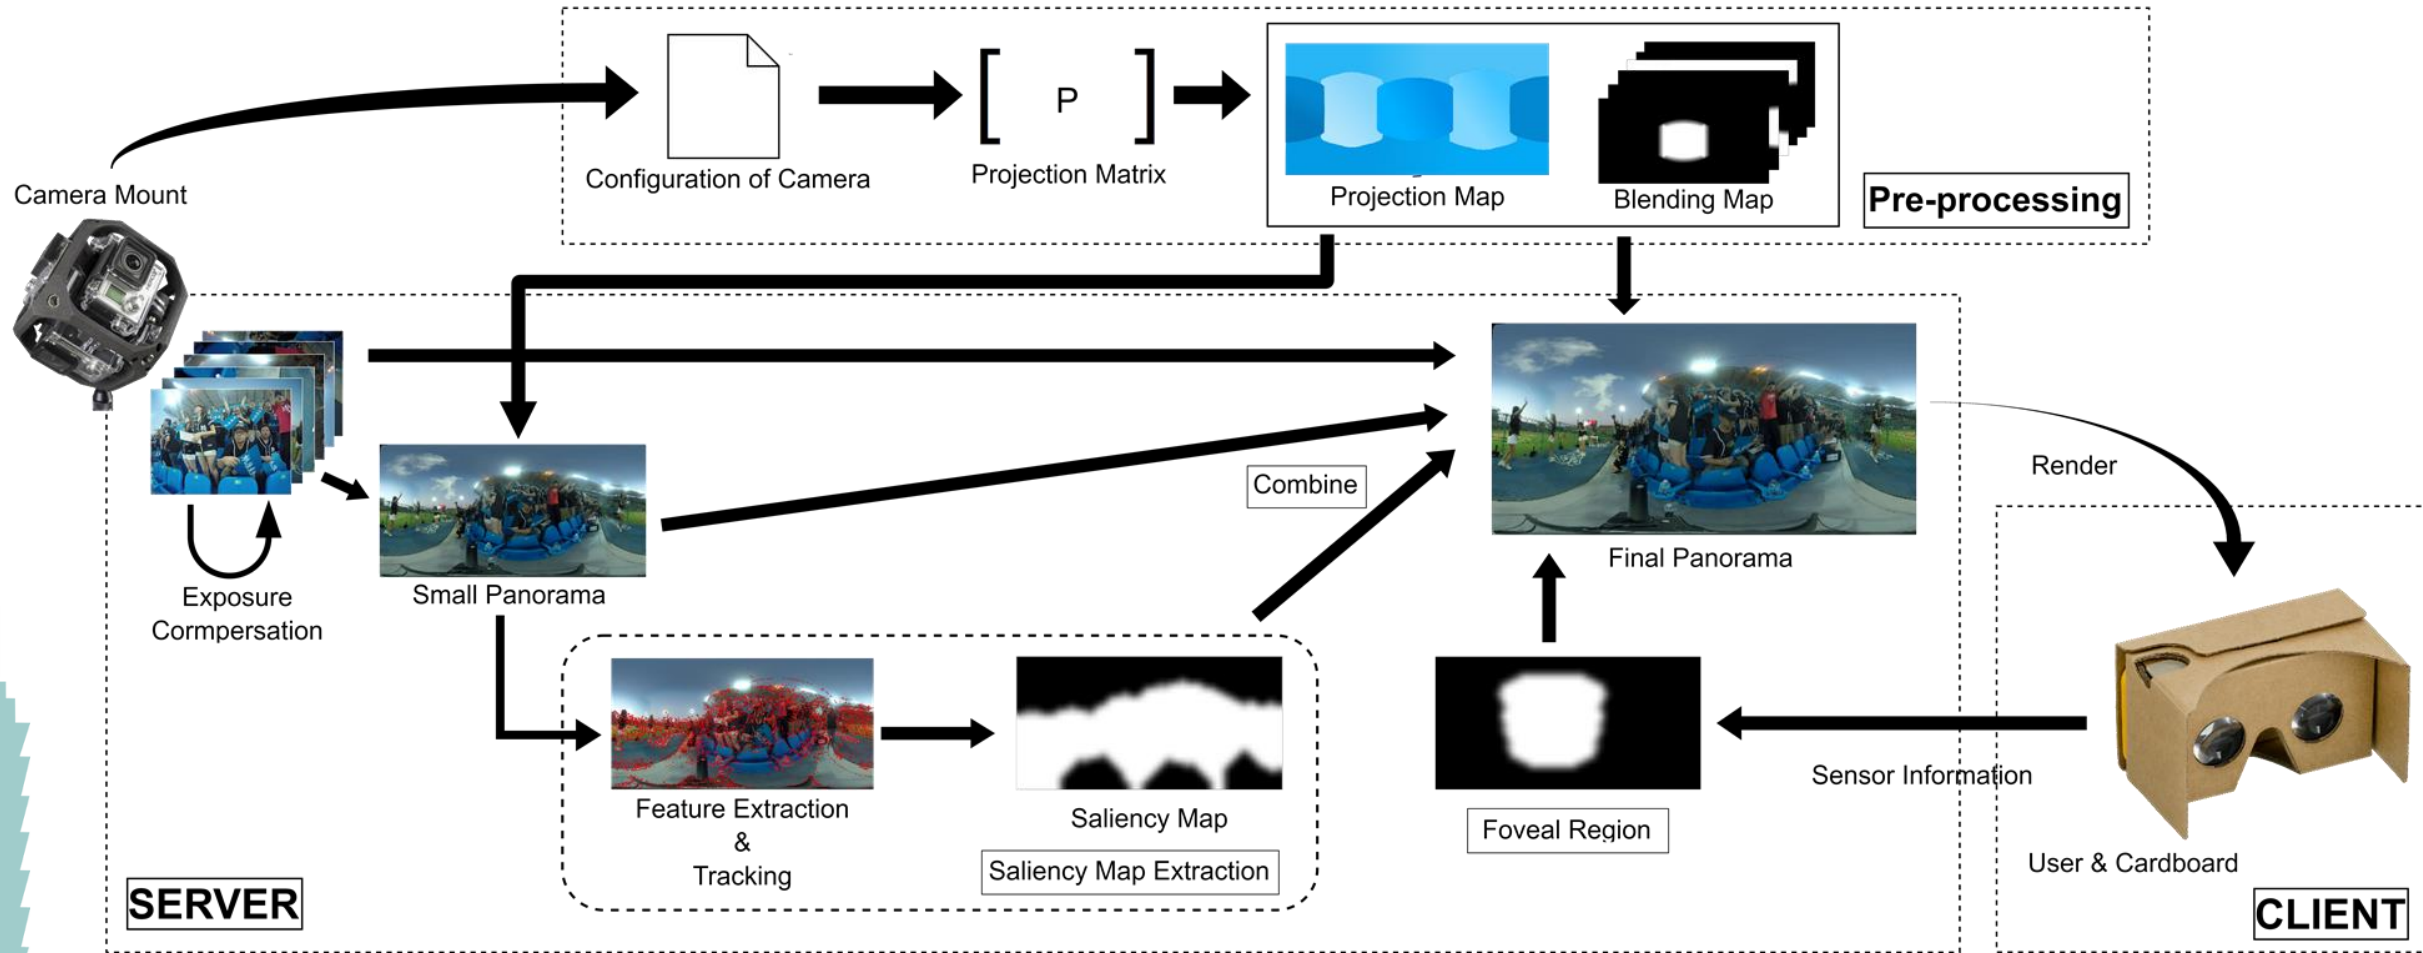 Camera Mount
Configuration of Camera
[ P ]
Projection Matrix
Projection Map
Blending Map
Pre-processing
Exposure
Cormpersation
Small Panorama
Combine
Final Panorama
Render
Feature Extraction
&
Tracking
Saliency Map
Saliency Map Extraction
Foveal Region
Sensor Information
User & Cardboard
SERVER
CLIENT